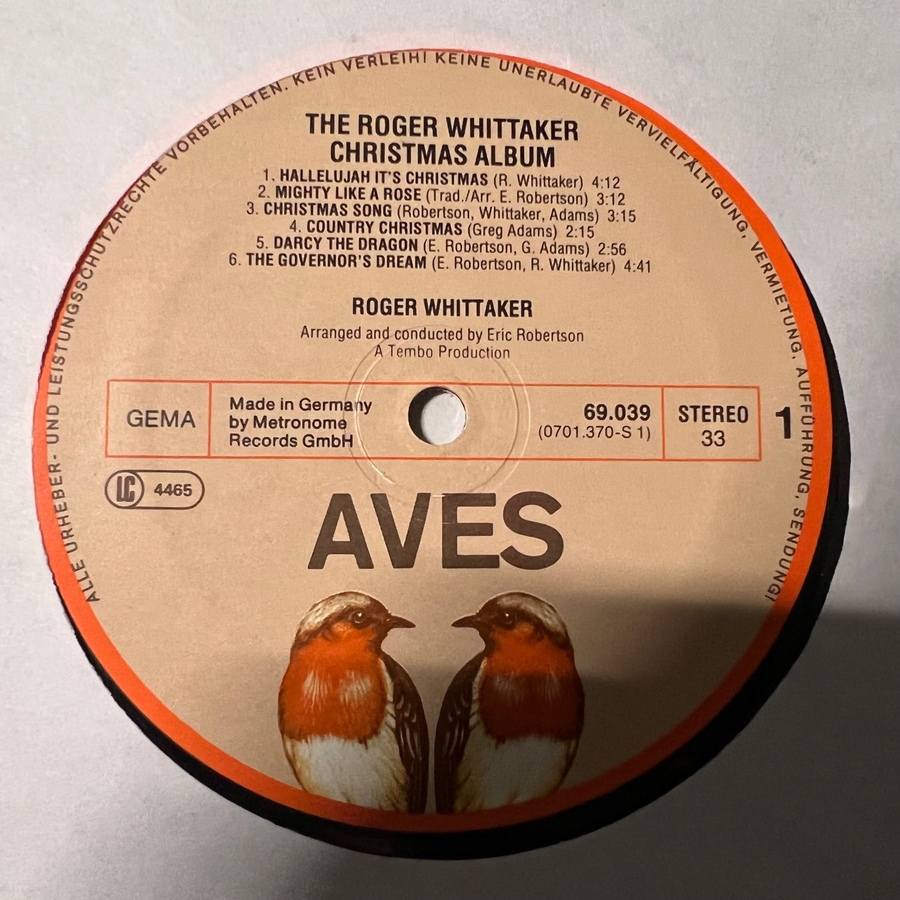 ALLE URHEBER- UND LEISTUNGSSCHUTZRECHTE VORBEHALTEN. KEIN VERLEIH! KEINE UNERLAUBTE VERVIELFÄLTIGUNG, VERMIETUNG, AUFFÜHRUNG, SENDUNG!
THE ROGER WHITTAKER
CHRISTMAS ALBUM
1. HALLELUJAH IT'S CHRISTMAS (R. Whittaker) 4:12
2. MIGHTY LIKE A ROSE (Trad./Arr. E. Robertson) 3:12
3. CHRISTMAS SONG (Robertson, Whittaker, Adams) 3:15
4. COUNTRY CHRISTMAS (Greg Adams) 2:15
5. DARCY THE DRAGON (E. Robertson, G. Adams) 2:56
6. THE GOVERNOR'S DREAM (E. Robertson, R. Whittaker) 4:41
ROGER WHITTAKER
Arranged and conducted by Eric Robertson
A Tembo Production
GEMA
Made in Germany
by Metronome
Records GmbH
69.039
(0701.370-S 1)
STEREO
33
1
LC 4465
AVES